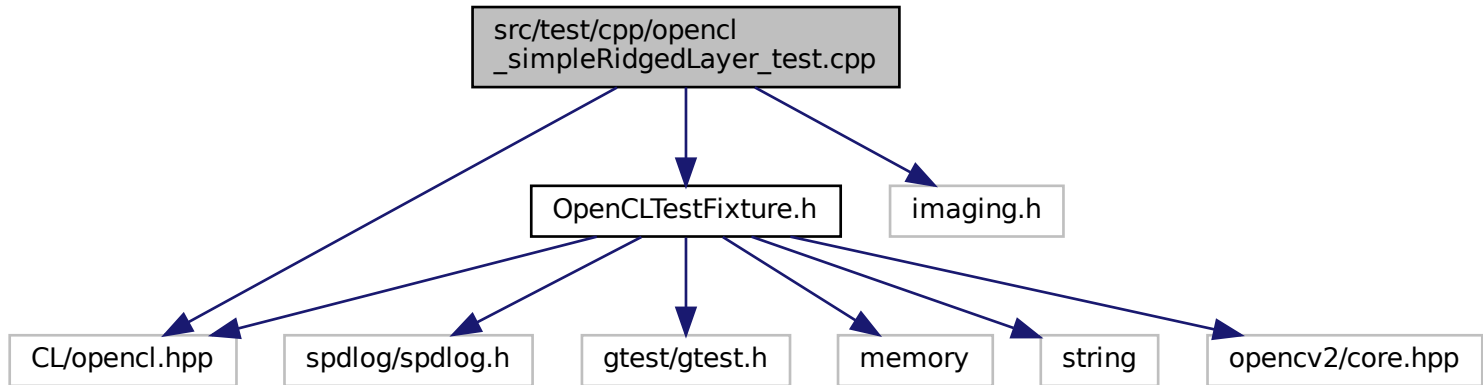 src/test/cpp/opencl
_simpleRidgedLayer_test.cpp
OpenCLTestFixture.h
imaging.h
CL/opencl.hpp
spdlog/spdlog.h
gtest/gtest.h
memory
string
opencv2/core.hpp